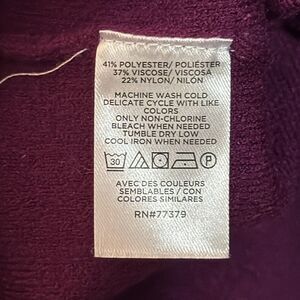 41% POLYESTER/ POLIÉSTER
37% VISCOSE/ VISCOSA
22% NYLON/ NILÓN
MACHINE WASH COLD
DELICATE CYCLE WITH LIKE
COLORS
ONLY NON-CHLORINE
BLEACH WHEN NEEDED
TUMBLE DRY LOW
COOL IRON WHEN NEEDED
30 P
AVEC DES COULEURS
SEMBLABLES / CON
COLORES SIMILARES
RN#77379